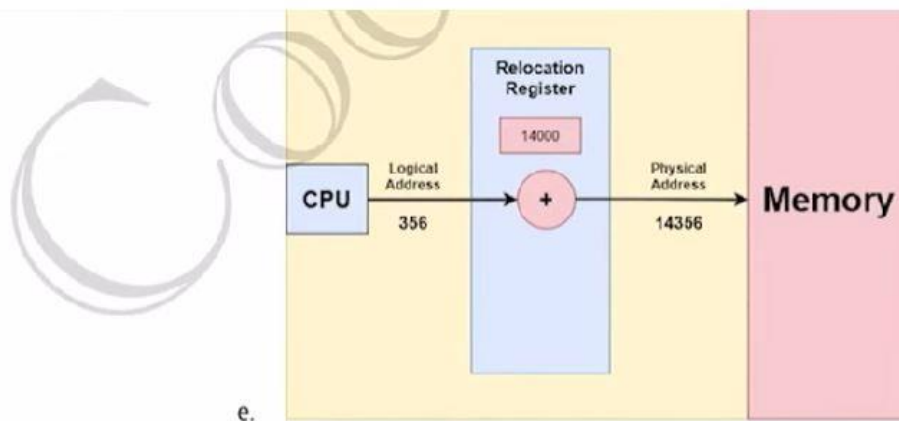 Relocation
Register
14000
CPU
Logical
Address
356
+
Physical
Address
14356
Memory
e.